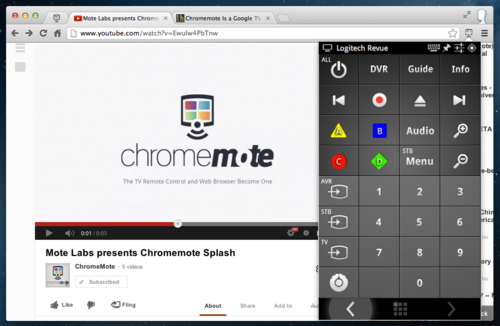 Mote Labs presents Chrome
Chromemote Is a Google TV
www.youtube.com/watch?v=Ewulw4PbTnw
chromemote
The TV Remote Control and Web Browser Become One
0:01 / 0:03
Mote Labs presents Chromemote Splash
ChromeMote · 5 videos
Subscribed
Like
Fling
About
Share
Add to
Logitech Revue
ALL
DVR
Guide
Info
A
B
Audio
C
D
STB
Menu
AVR
1
2
3
STB
4
5
6
TV
7
8
9
0